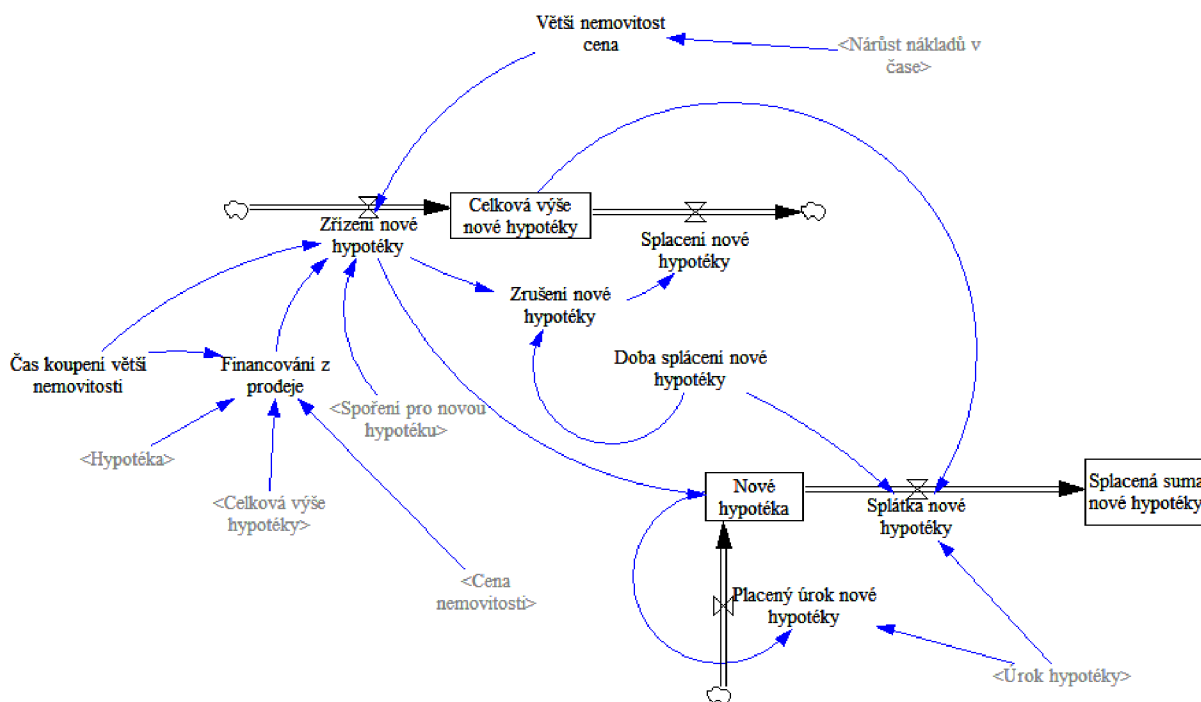 Větší nemovitost
cena
<Nárůst nákladů v
čase>
Celková výše
nové hypotéky
Zřízení nové
hypotéky
Splacení nové
hypotéky
Zrušení nové
hypotéky
Čas koupení větší
nemovitosti
Financování z
prodeje
Doba splácení nové
hypotéky
<Spoření pro novou
hypotéku>
<Hypotéka>
<Celková výše
hypotéky>
Nové
hypotéka
Splátka nové
hypotéky
Splacená suma
nové hypotéky
<Cena
nemovitosti>
Placený úrok nové
hypotéky
<Úrok hypotéky>